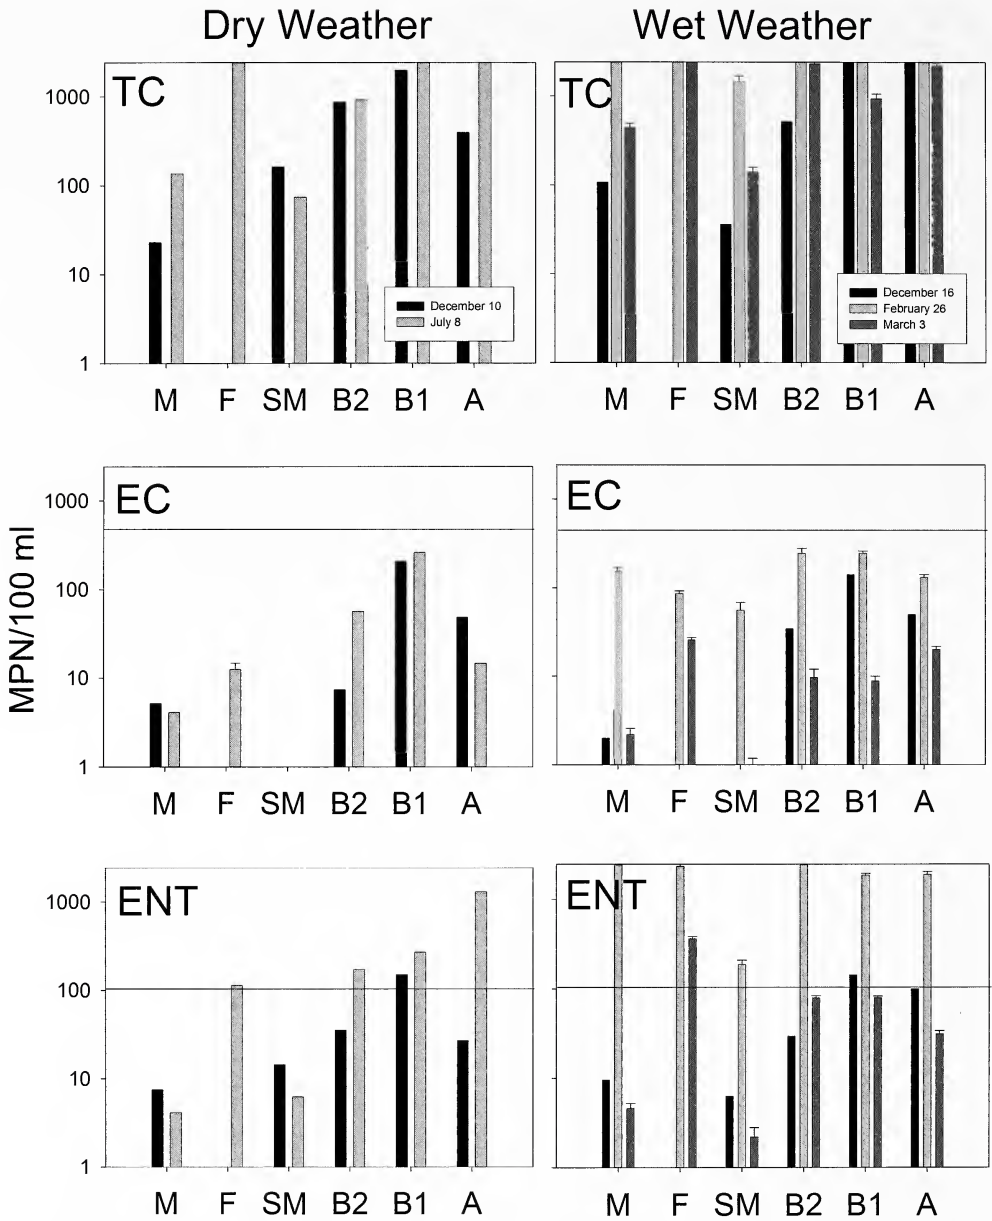 Dry Weather
Wet Weather
TC
1000
100
10
1
December 10
July 8
M F SM B2 B1 A
TC
December 16
February 26
March 3
M F SM B2 B1 A
MPN/100 ml
EC
1000
100
10
1
M F SM B2 B1 A
EC
M F SM B2 B1 A
ENT
1000
100
10
1
M F SM B2 B1 A
ENT
M F SM B2 B1 A